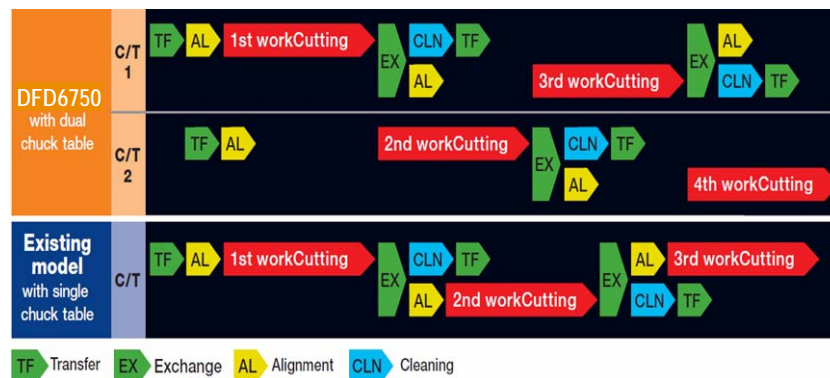 DFD6750
with dual
chuck table
C/T
1
TF AL 1st workCutting EX CLN TF EX AL
AL 3rd workCutting CLN TF
C/T
2
TF AL 2nd workCutting EX CLN TF
AL 4th workCutting
Existing
model
with single
chuck table
C/T
TF AL 1st workCutting EX CLN TF EX AL 3rd workCutting
AL 2nd workCutting CLN TF
TF Transfer EX Exchange AL Alignment CLN Cleaning